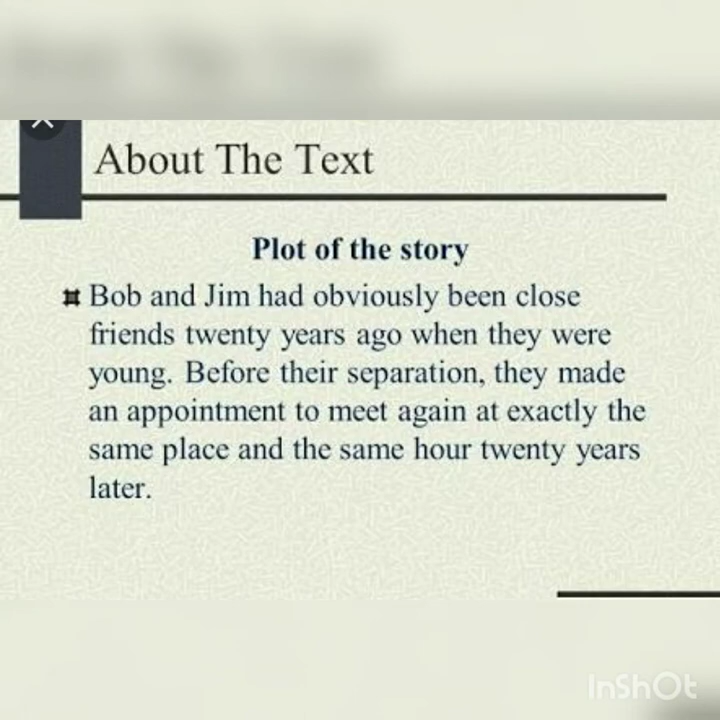 About The Text
Plot of the story
Bob and Jim had obviously been close
friends twenty years ago when they were
young. Before their separation, they made
an appointment to meet again at exactly the
same place and the same hour twenty years
later.
InShOt